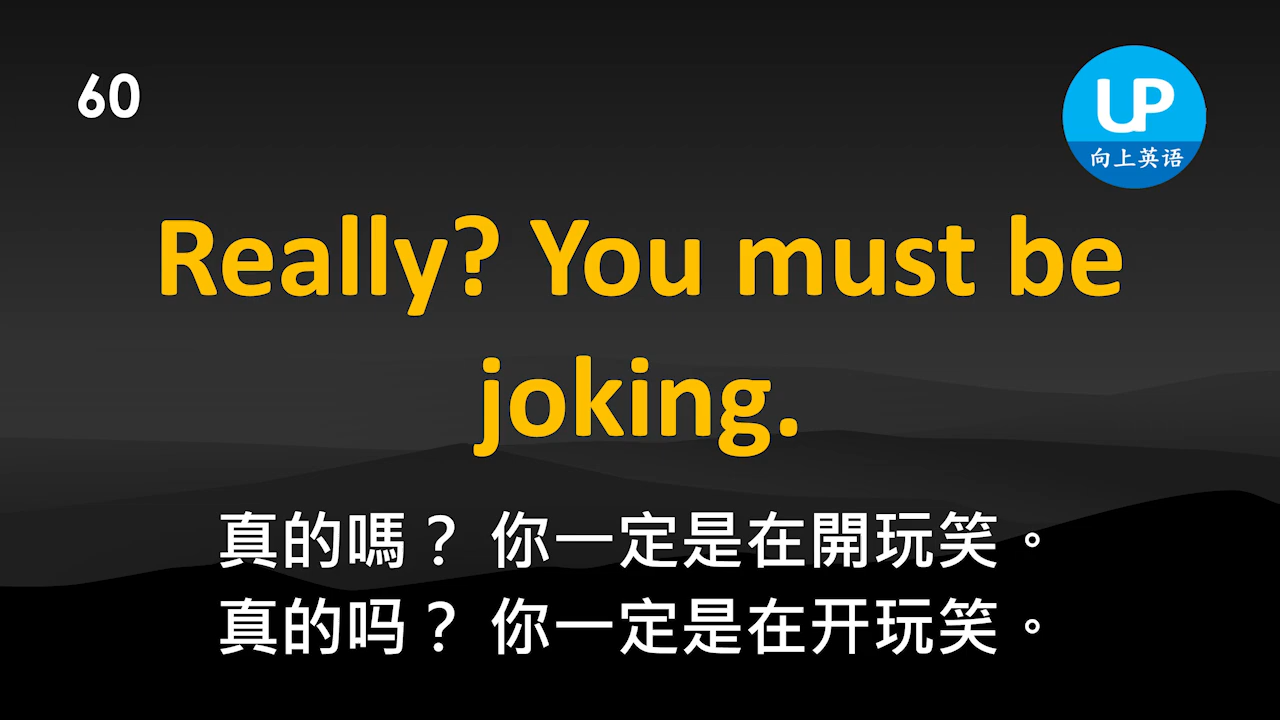 60
UP
向上英语
Really? You must be
joking.
真的嗎？ 你一定是在開玩笑。
真的吗？ 你一定是在开玩笑。